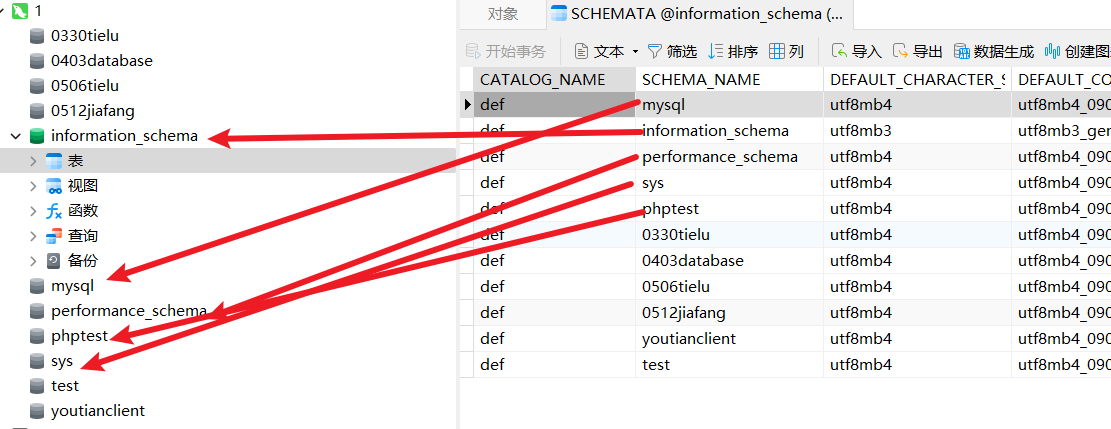 1
0330tielu
0403database
0506tielu
0512jiafang
information_schema
表
视图
函数
查询
备份
mysql
performance_schema
phptest
sys
test
youtianclient
对象
SCHEMATA @information_schema (...
开始事务 文本 筛选 排序 列 导入 导出 数据生成 创建图
CATALOG_NAME SCHEMA_NAME DEFAULT_CHARACTER_S DEFAULT_CO
def mysql utf8mb4 utf8mb4_090
def information_schema utf8mb3 utf8mb3_gen
def performance_schema utf8mb4 utf8mb4_090
def sys utf8mb4 utf8mb4_090
def phptest utf8mb4 utf8mb4_090
def 0330tielu utf8mb4 utf8mb4_090
def 0403database utf8mb4 utf8mb4_090
def 0506tielu utf8mb4 utf8mb4_090
def 0512jiafang utf8mb4 utf8mb4_090
def youtianclient utf8mb4 utf8mb4_090
def test utf8mb4 utf8mb4_090